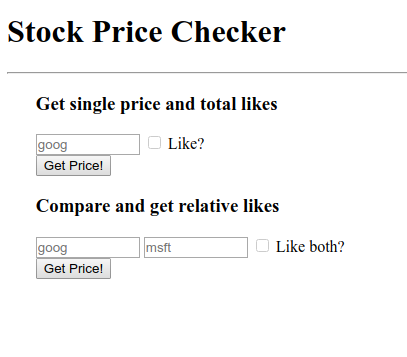 Stock Price Checker
Get single price and total likes
goog Like?
Get Price!
Compare and get relative likes
goog msft Like both?
Get Price!